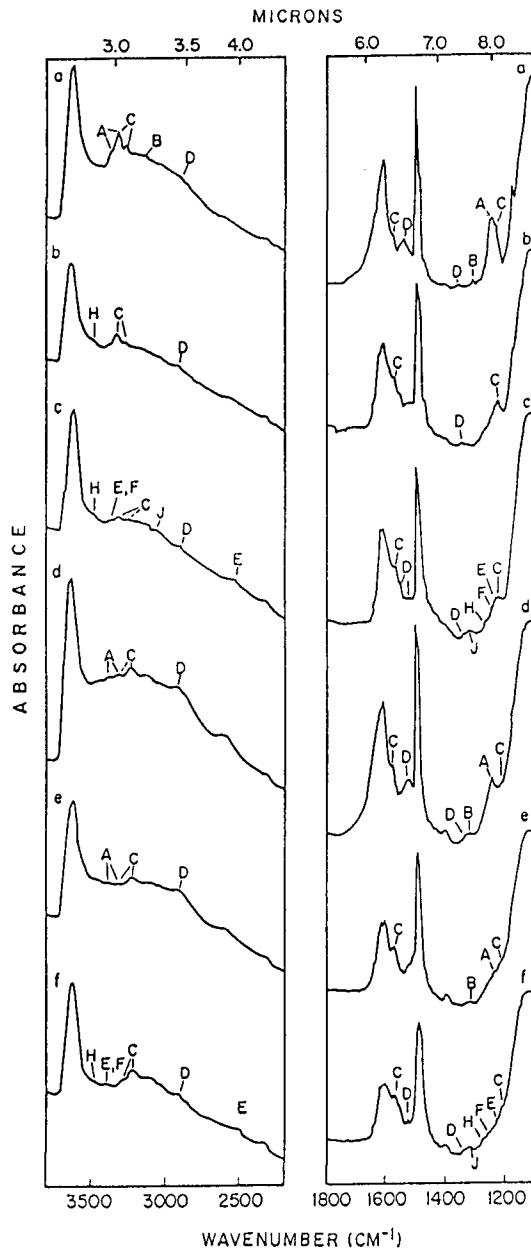 MICRONS
3.0 3.5 4.0 6.0 7.0 8.0
a a
A C B D C D D B A C
b b
H C D C D C
c c
H E,F C J D E C D D H J F E C
d d
A C D C D D B A C
e e
A C D C B A C
f f
H E,F C D E C D D H J F E C
ABSORBANCE
3500 3000 2500 1800 1600 1400 1200
WAVENUMBER (CM⁻¹)